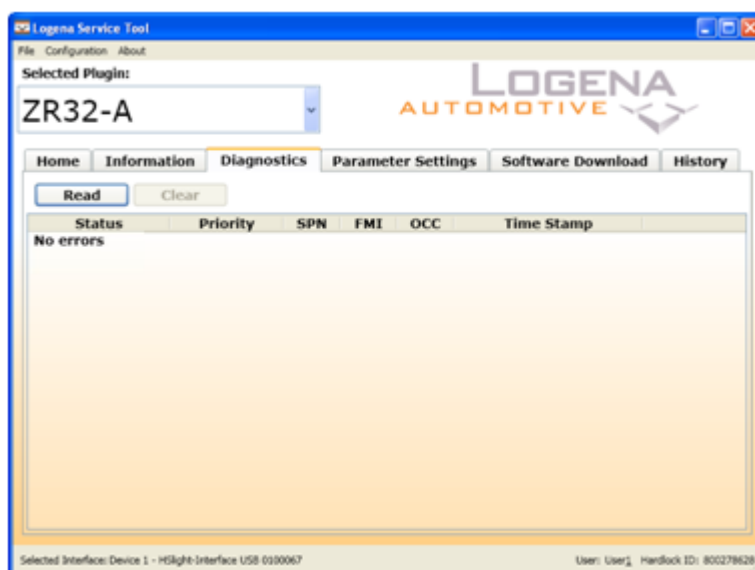 Logena Service Tool
File Configuration About
Selected Plugin:
LOGENA
AUTOMOTIVE
ZR32-A
Home Information Diagnostics Parameter Settings Software Download History
Read Clear
Status Priority SPN FMI OCC Time Stamp
No errors
Selected Interface: Device 1 - HSlight-Interface USB 0100067 User: User1 Hardlock ID: 800278628